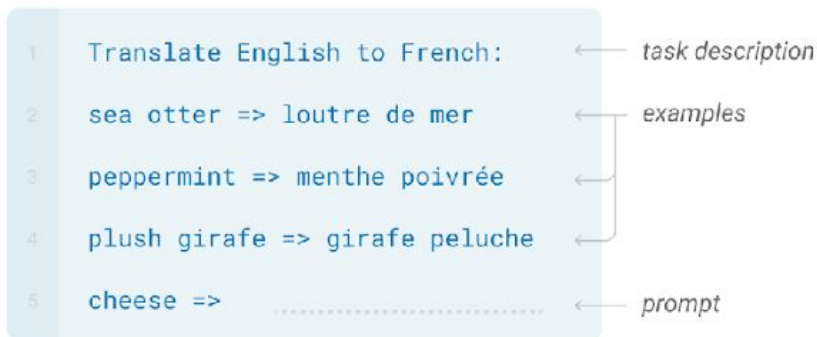 1 Translate English to French: task description
2 sea otter => loutre de mer examples
3 peppermint => menthe poivrée
4 plush girafe => girafe peluche
5 cheese => prompt